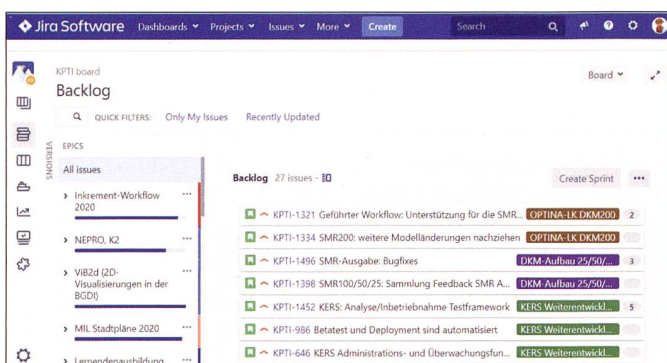 Jira Software Dashboards Projects Issues More Create Search
KPTI board
Board
Backlog
QUICK FILTERS: Only My Issues Recently Updated
VERSIONS
EPICS
All issues
Inkrement-Workflow
2020
NEPRO, K2
ViB2d (2D-
Visualisierungen in der
BGDI)
MIL Stadtpläne 2020
Lernendenausbildung
Backlog 27 issues - Create Sprint
KPTI-1321 Geführter Workflow: Unterstützung für die SMR... OPTINA-LK DKM200 2
KPTI-1334 SMR200: weitere Modelländerungen nachziehen OPTINA-LK DKM200
KPTI-1496 SMR-Ausgabe: Bugfixes DKM-Aufbau 25/50/... 3
KPTI-1398 SMR100/50/25: Sammlung Feedback SMR A... DKM-Aufbau 25/50/...
KPTI-1452 KERS: Analyse/Inbetriebnahme Testframework KERS Weiterentwickl... 5
KPTI-986 Betatest und Deployment sind automatisiert KERS Weiterentwickl...
KPTI-646 KERS Administrations- und Überwachungsfun... KERS Weiterentwickl...